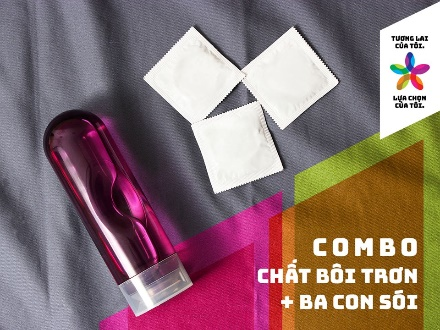 TƯƠNG LAI
CỦA TÔI.
LỰA CHỌN
CỦA TÔI.
COMBO
CHẤT BÔI TRƠN
+ BA CON SÓI